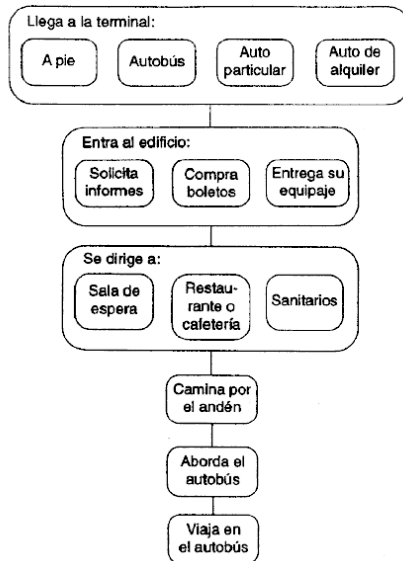 Llega a la terminal:
A pie
Autobús
Auto
particular
Auto de
alquiler
Entra al edificio:
Solicita
informes
Compra
boletos
Entrega su
equipaje
Se dirige a:
Sala de
espera
Restau-
rante o
cafetería
Sanitarios
Camina por
el andén
Aborda el
autobús
Viaja en
el autobús